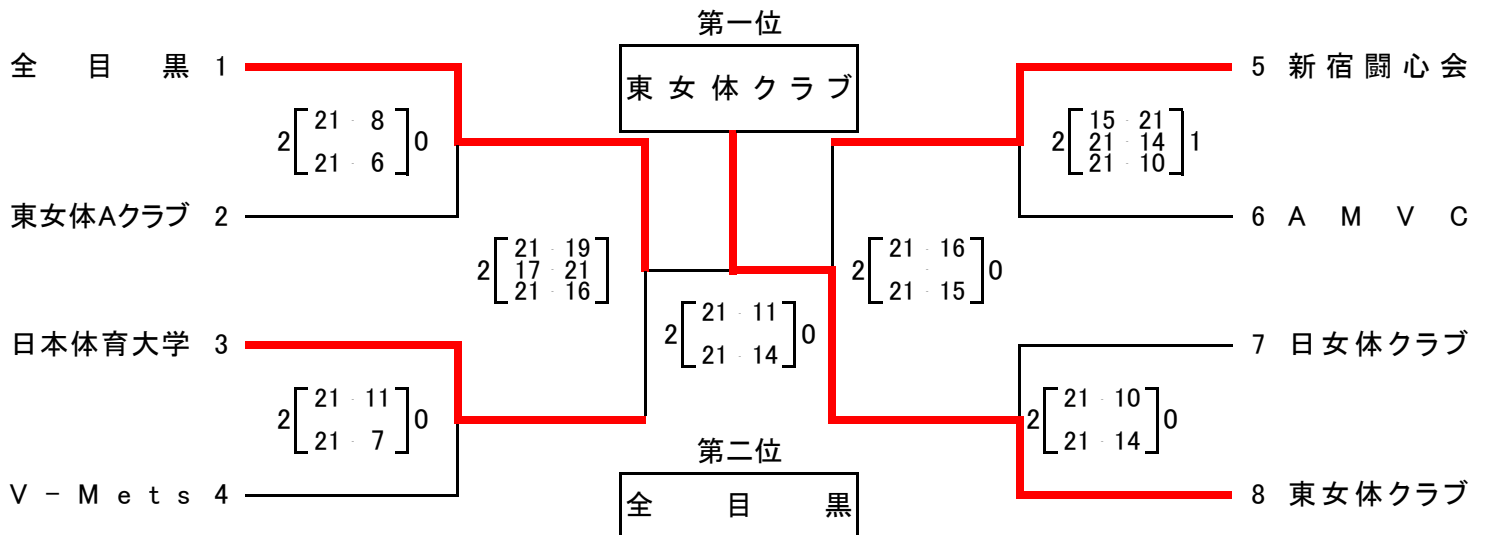 第一位
東女体クラブ
全目黒 1
2 [ 21 - 8
21 - 6 ] 0
東女体Aクラブ 2
2 [ 21 - 19
17 - 21
21 - 16 ]
日本体育大学 3
2 [ 21 - 11
21 - 7 ] 0
V-Mets 4
2 [ 21 - 11
21 - 14 ] 0
第二位
全目黒
5 新宿闘心会
2 [ 15 - 21
21 - 14
21 - 10 ] 1
6 AMVC
2 [ 21 - 16
-
21 - 15 ] 0
7 日女体クラブ
2 [ 21 - 10
21 - 14 ] 0
8 東女体クラブ